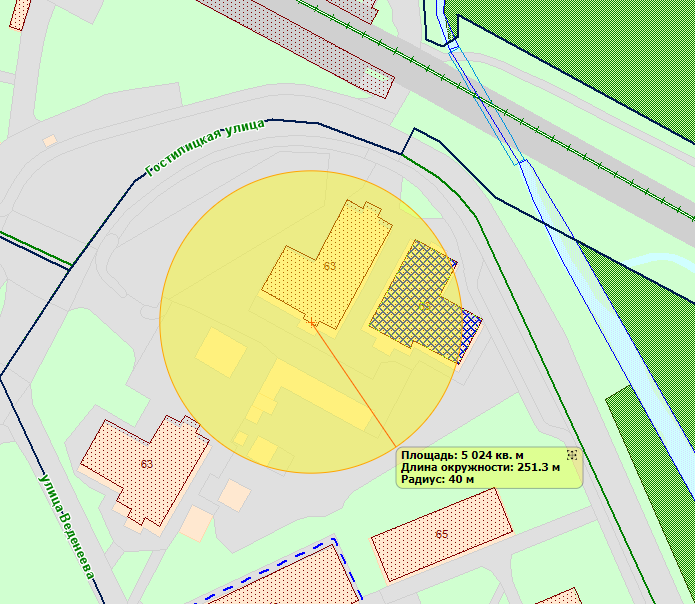 Гостилицкая улица
63
Площадь: 5 024 кв. м
Длина окружности: 251.3 м
Радиус: 40 м
63
улица Веденеева
65